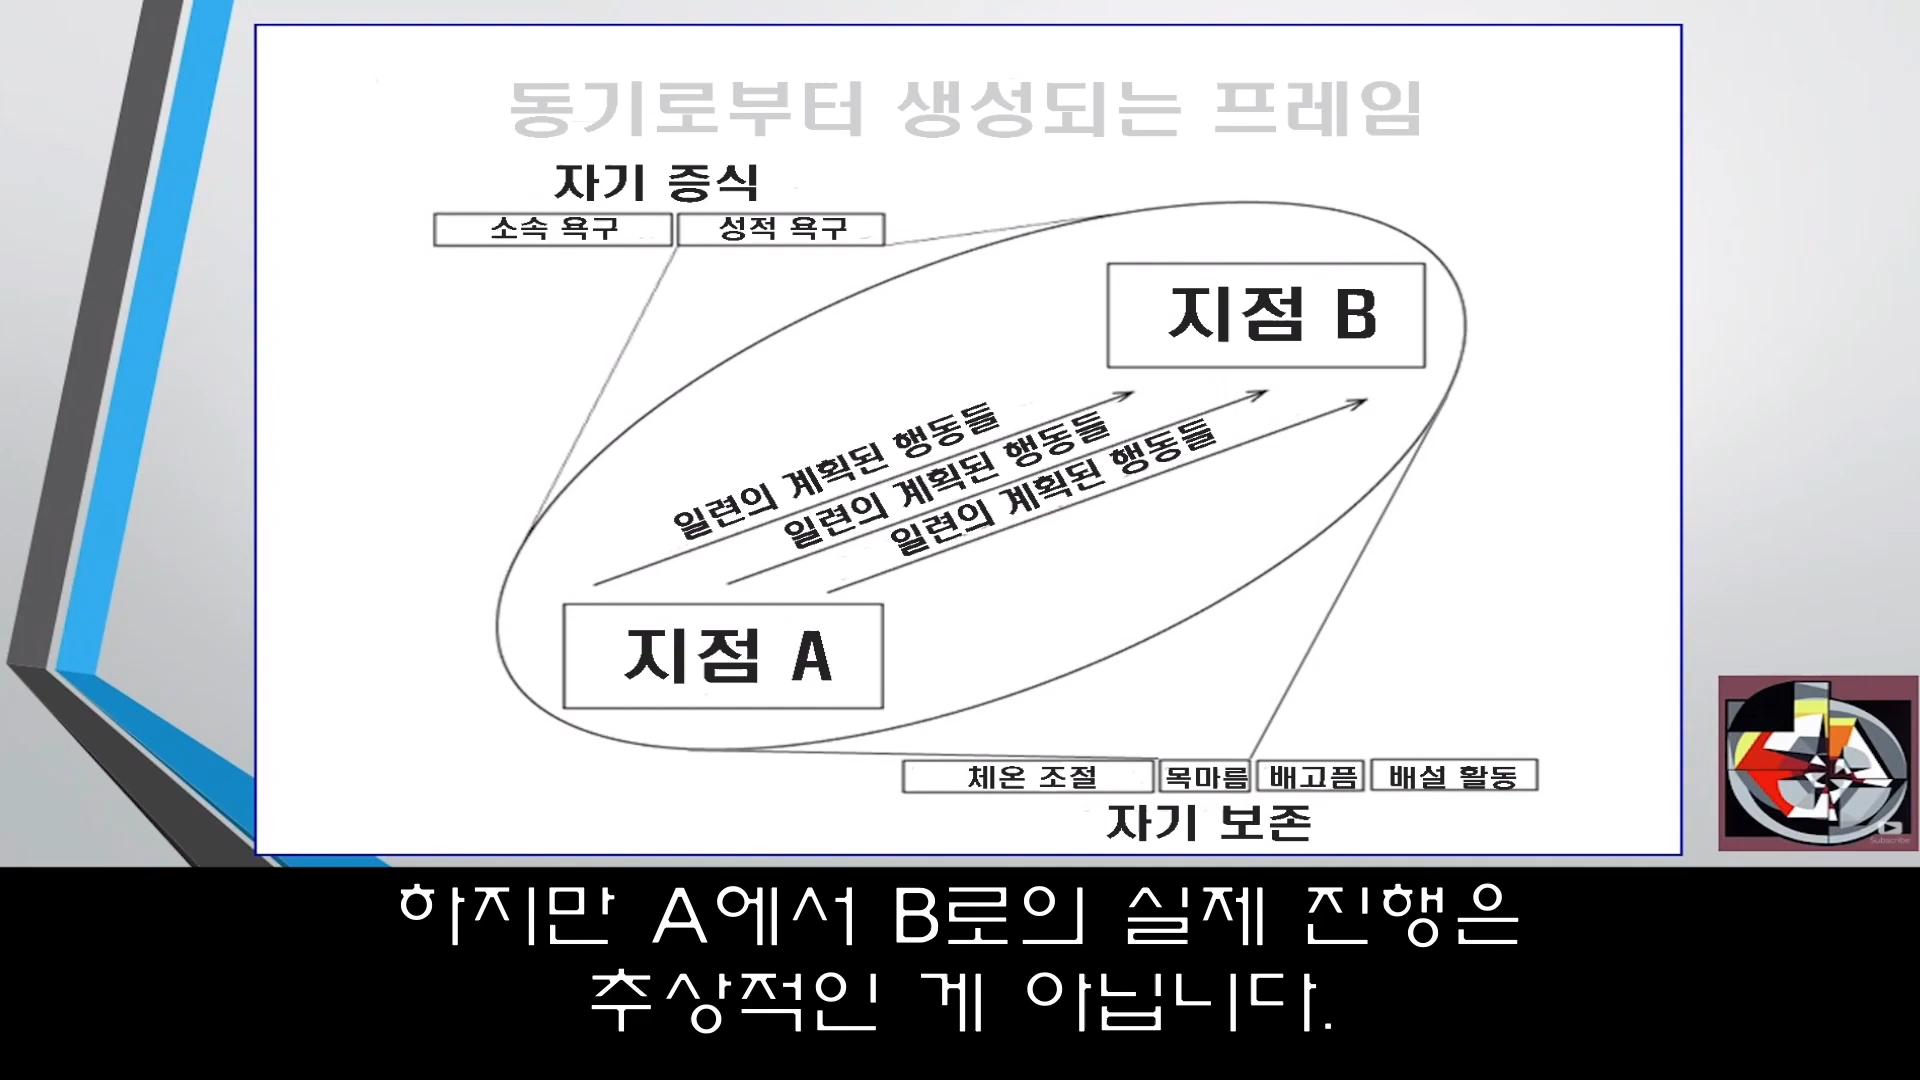 동기로부터 생성되는 프레임
자기 증식
소속 욕구
성적 욕구
지점 B
일련의 계획된 행동들
일련의 계획된 행동들
일련의 계획된 행동들
지점 A
체온 조절
목마름
배고픔
배설 활동
자기 보존
Subscribe
하지만 A에서 B로의 실제 진행은
추상적인 게 아닙니다.